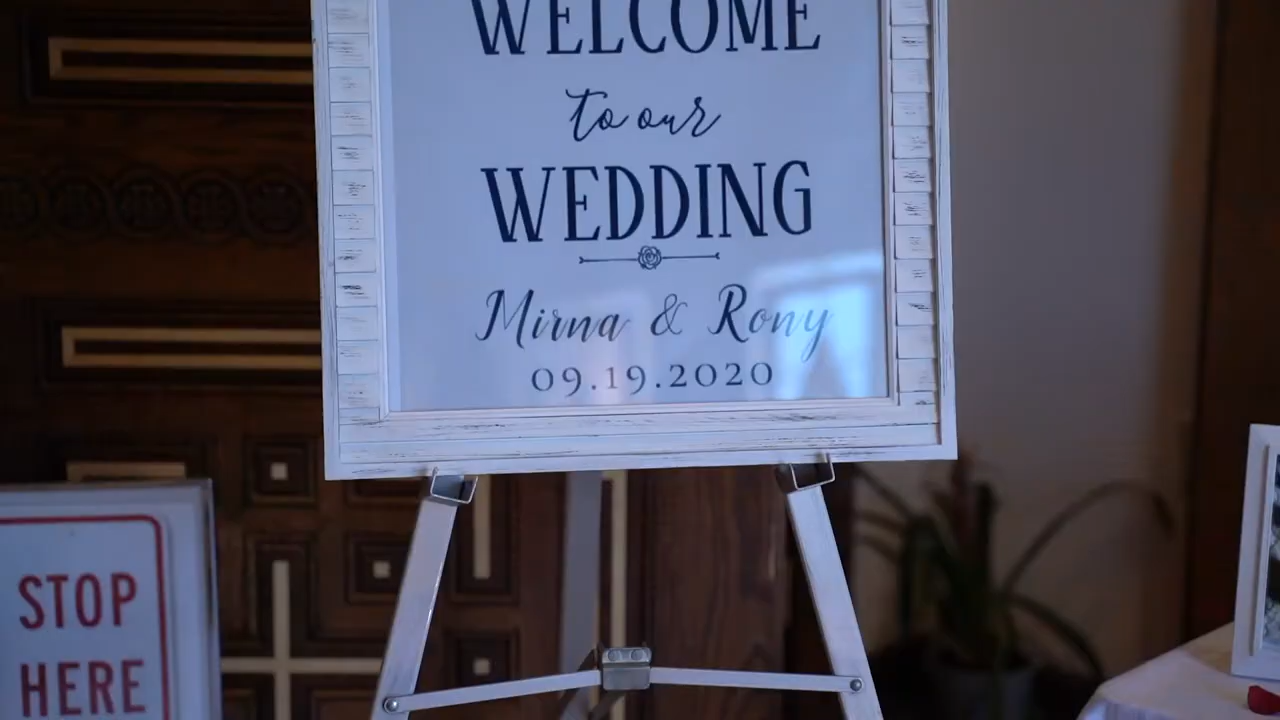 WELCOME
to our
WEDDING
Mirna & Rony
09.19.2020
STOP
HERE